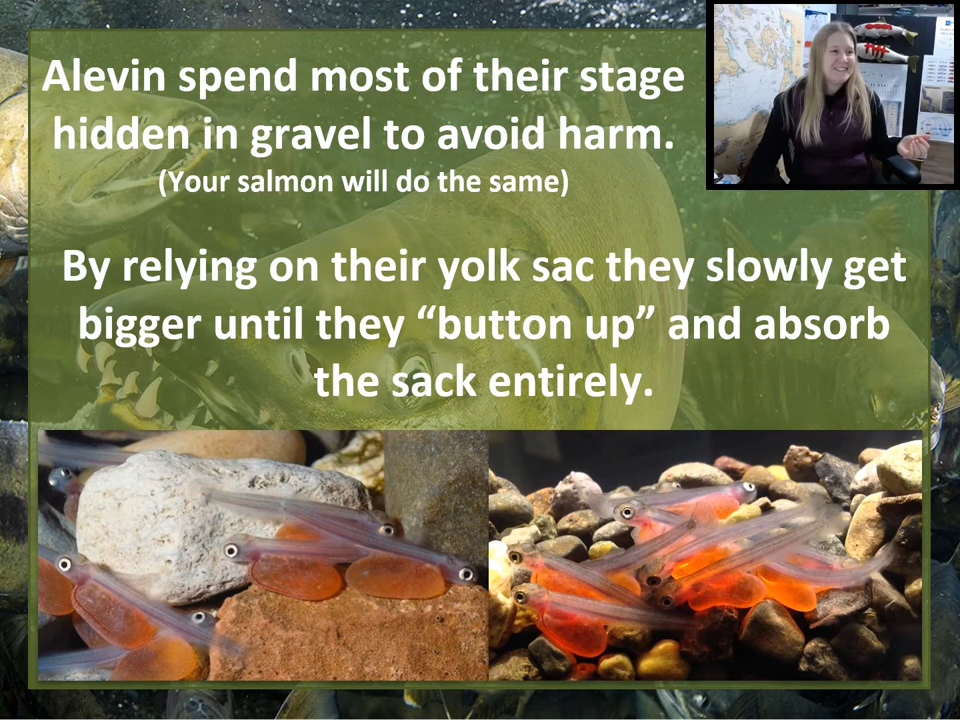 Alevin spend most of their stage
hidden in gravel to avoid harm.
(Your salmon will do the same)
By relying on their yolk sac they slowly get
bigger until they “button up” and absorb
the sack entirely.